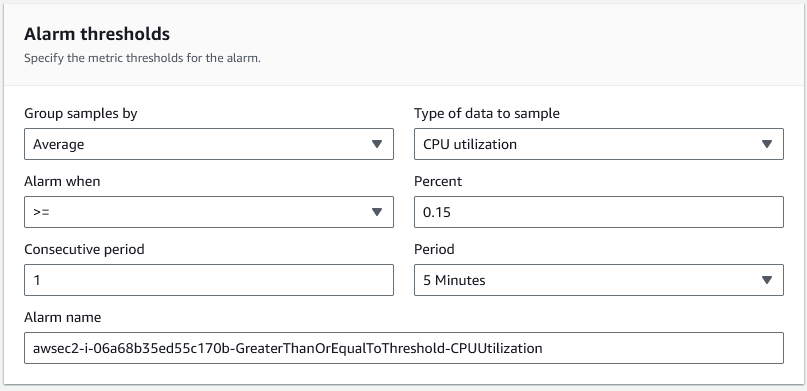 Alarm thresholds
Specify the metric thresholds for the alarm.
Group samples by
Average
Type of data to sample
CPU utilization
Alarm when
>=
Percent
0.15
Consecutive period
1
Period
5 Minutes
Alarm name
awsec2-i-06a68b35ed55c170b-GreaterThanOrEqualToThreshold-CPUUtilization